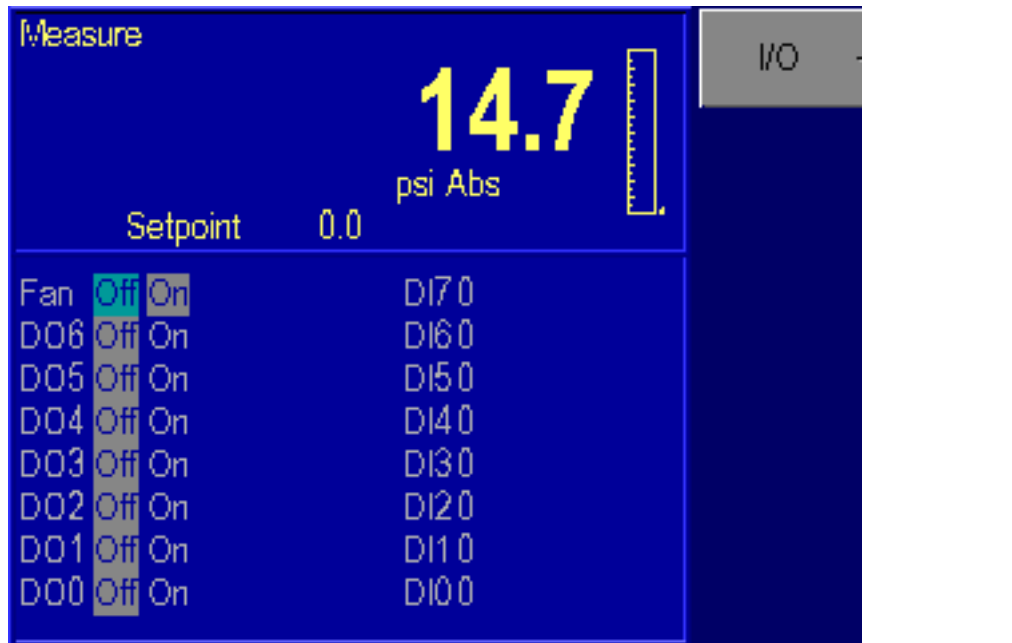 Measure
I/O
14.7
psi Abs
Setpoint 0.0
Fan Off On DI7 0
DO6 Off On DI6 0
DO5 Off On DI5 0
DO4 Off On DI4 0
DO3 Off On DI3 0
DO2 Off On DI2 0
DO1 Off On DI1 0
DO0 Off On DI0 0